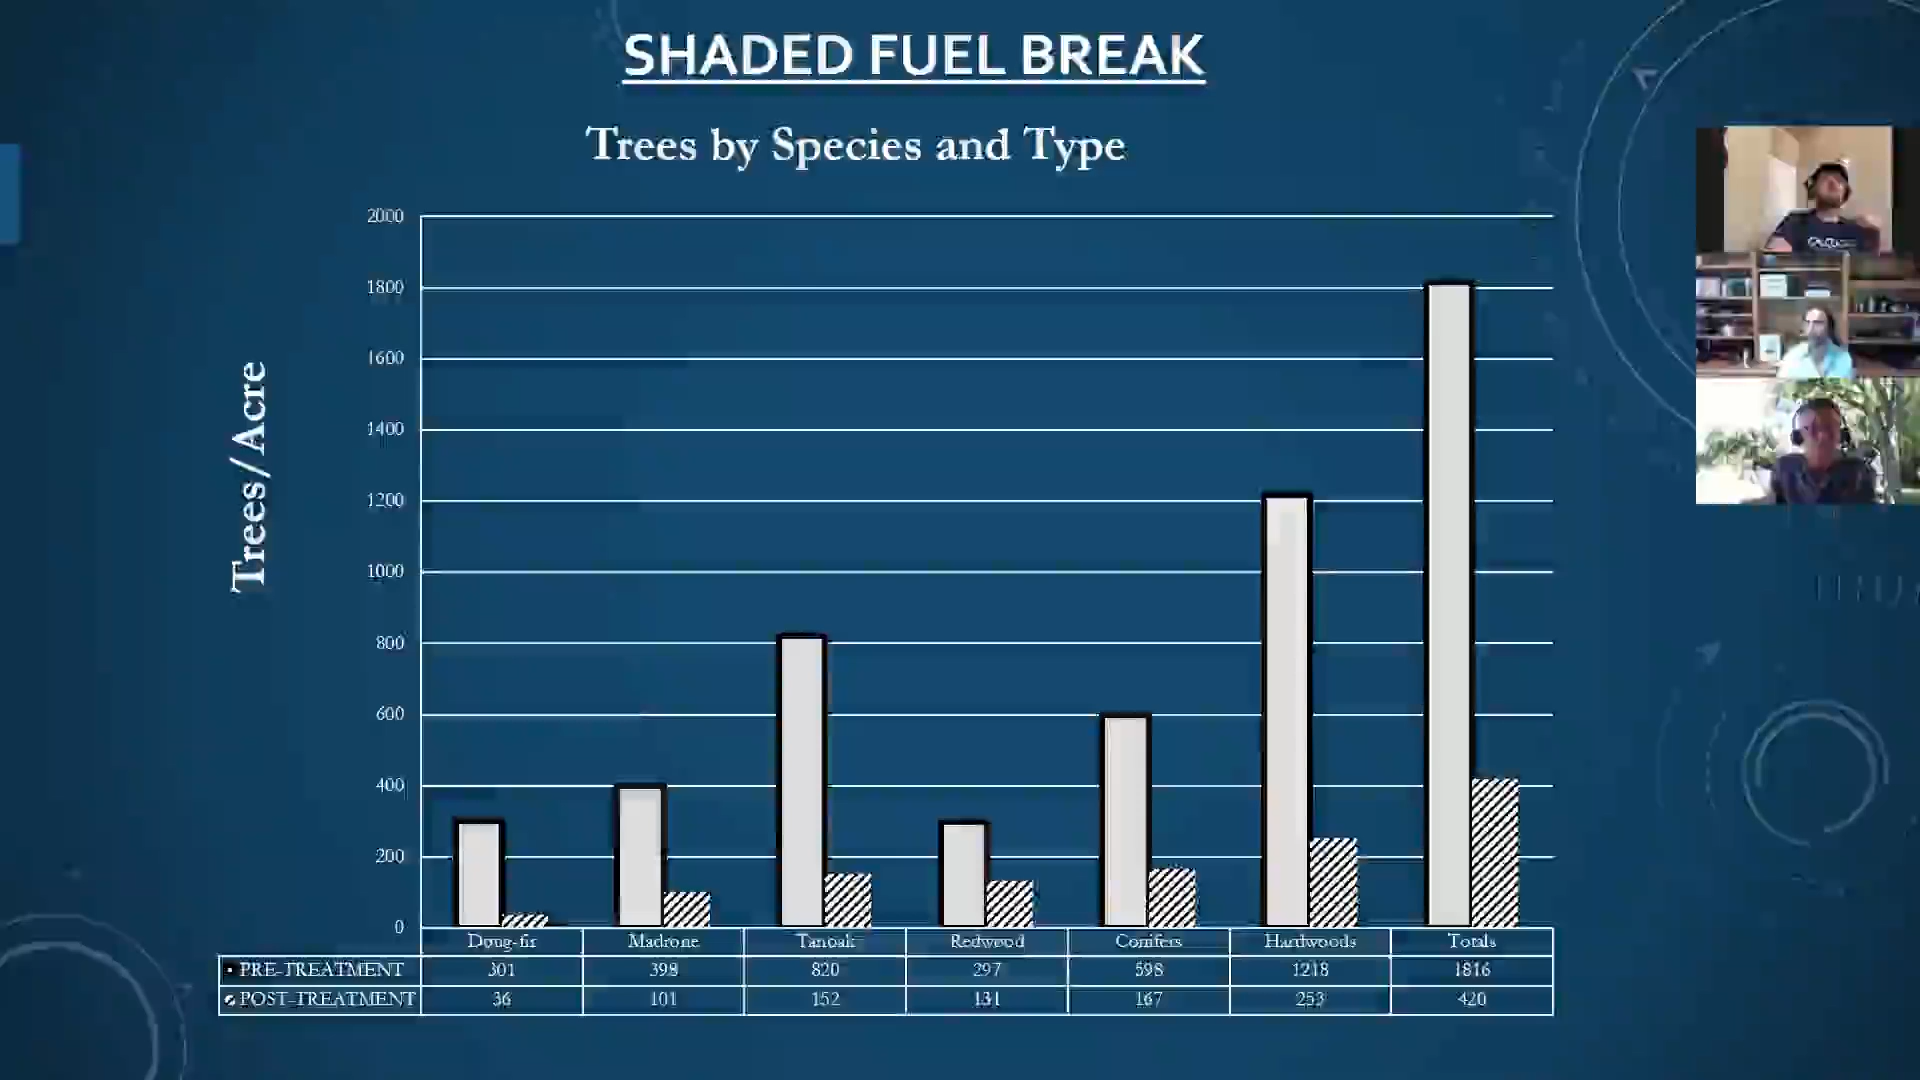 SHADED FUEL BREAK
Trees by Species and Type
Trees/Acre
2000
1800
1600
1400
1200
1000
800
600
400
200
0
Doug-fir Madrone Tanoak Redwood Conifers Hardwoods Totals
PRE-TREATMENT 301 398 820 297 598 1218 1816
POST-TREATMENT 36 101 152 131 167 253 420